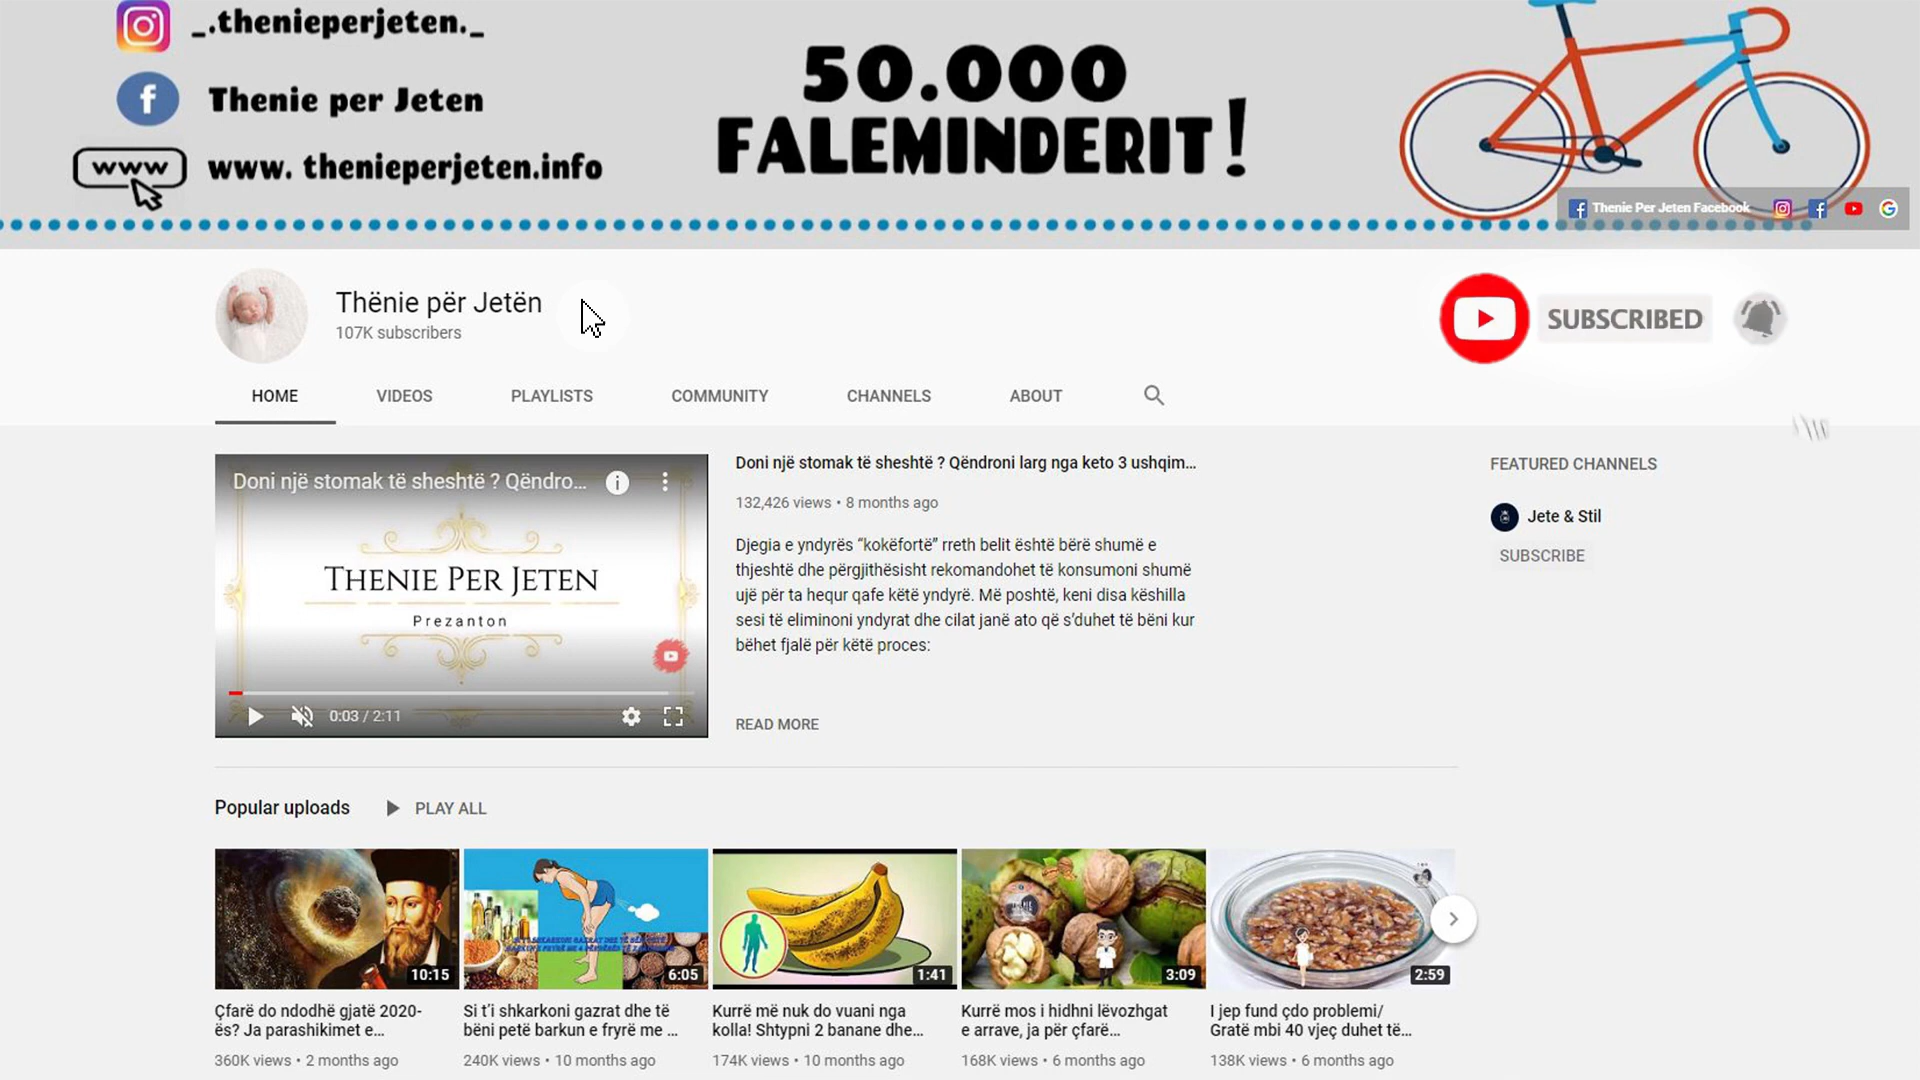 _.thenieperjeten._
Thenie per Jeten
www
www. thenieperjeten.info
50.000
FALEMINDERIT!
Thenie Per Jeten Facebook
Thënie për Jetën
107K subscribers
SUBSCRIBED
HOME
VIDEOS
PLAYLISTS
COMMUNITY
CHANNELS
ABOUT
Doni një stomak të sheshtë ? Qëndro...
THENIE PER JETEN
Prezanton
0:03 / 2:11
Doni një stomak të sheshtë ? Qëndroni larg nga keto 3 ushqim...
132,426 views • 8 months ago
Djegia e yndyrës “kokëfortë” rreth belit është bërë shumë e
thjeshtë dhe përgjithësisht rekomandohet të konsumoni shumë
ujë për ta hequr qafe këtë yndyrë. Më poshtë, keni disa këshilla
sesi të eliminoni yndyrat dhe cilat janë ato që s’duhet të bëni kur
bëhet fjalë për këtë proces:
READ MORE
FEATURED CHANNELS
Jete & Stil
SUBSCRIBE
Popular uploads
PLAY ALL
10:15
Çfarë do ndodhë gjatë 2020-
ës? Ja parashikimet e...
360K views • 2 months ago
6:05
Si t’i shkarkoni gazrat dhe të
bëni petë barkun e fryrë me ...
240K views • 10 months ago
1:41
Kurrë më nuk do vuani nga
kolla! Shtypni 2 banane dhe...
174K views • 10 months ago
3:09
Kurrë mos i hidhni lëvozhgat
e arrave, ja për çfarë...
168K views • 6 months ago
2:59
I jep fund çdo problemi/
Gratë mbi 40 vjeç duhet të...
138K views • 6 months ago